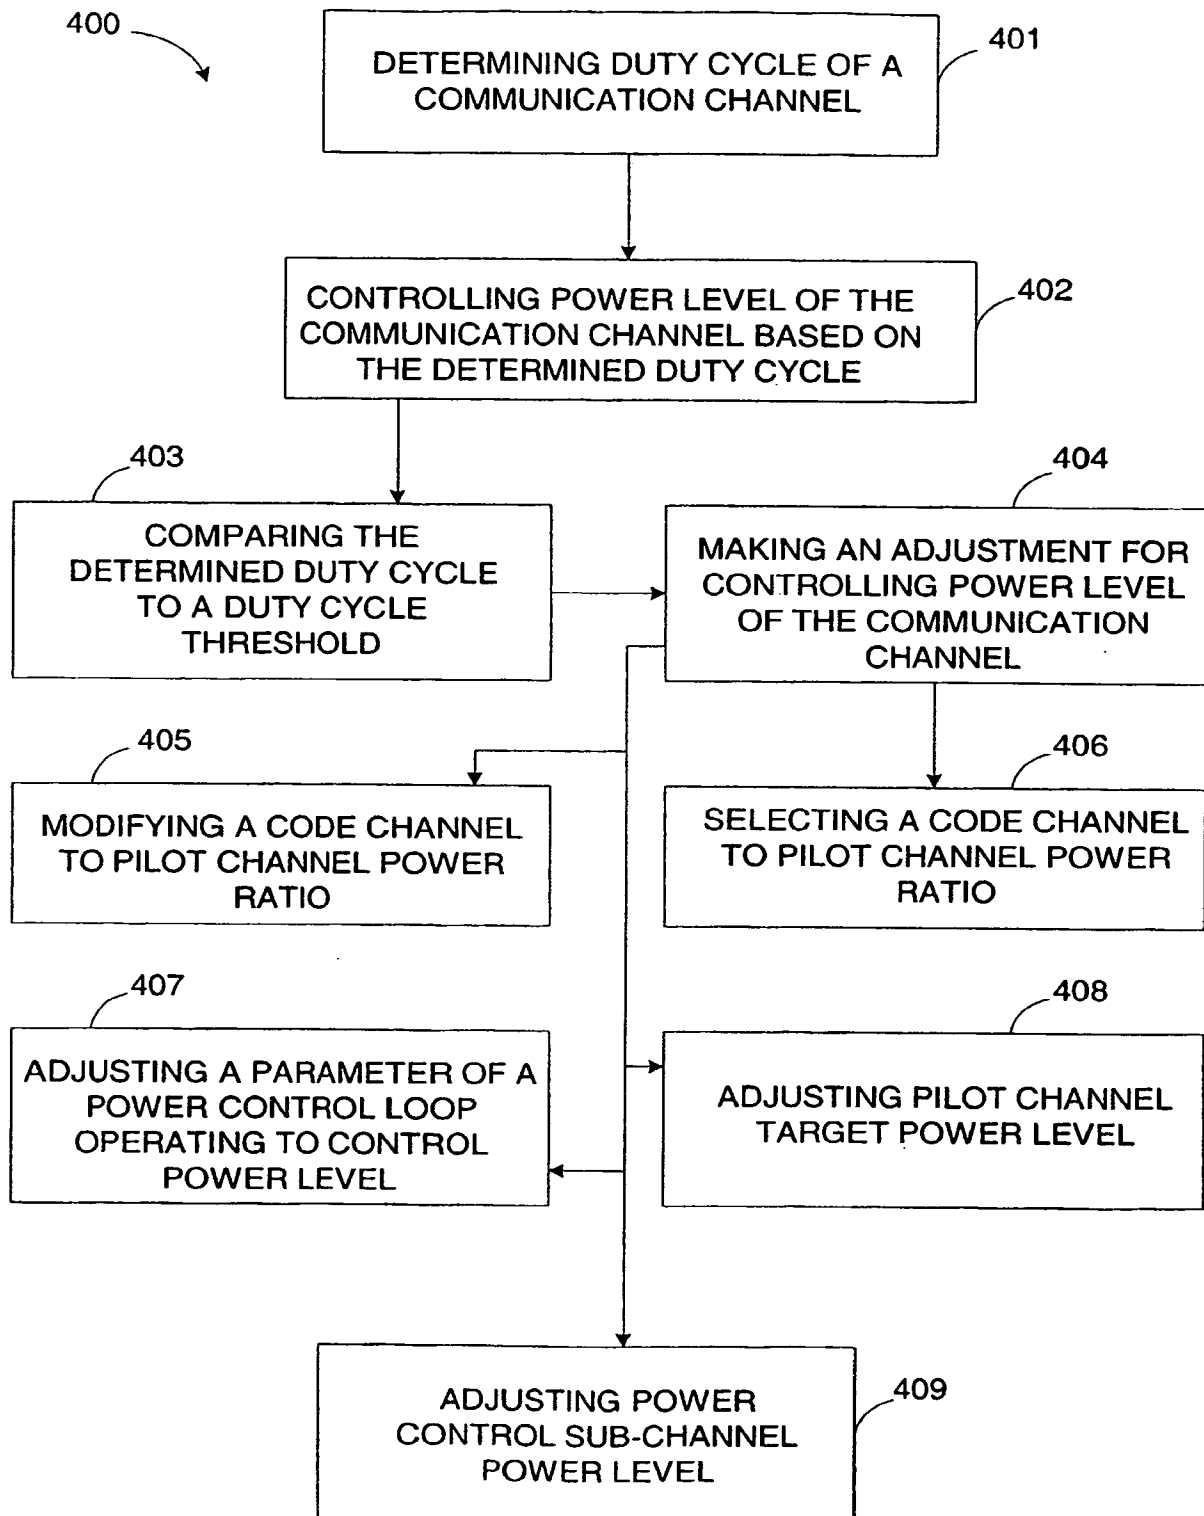 400
401
DETERMINING DUTY CYCLE OF A
COMMUNICATION CHANNEL
402
CONTROLLING POWER LEVEL OF THE
COMMUNICATION CHANNEL BASED ON
THE DETERMINED DUTY CYCLE
403
COMPARING THE
DETERMINED DUTY CYCLE
TO A DUTY CYCLE
THRESHOLD
404
MAKING AN ADJUSTMENT FOR
CONTROLLING POWER LEVEL
OF THE COMMUNICATION
CHANNEL
405
MODIFYING A CODE CHANNEL
TO PILOT CHANNEL POWER
RATIO
406
SELECTING A CODE CHANNEL
TO PILOT CHANNEL POWER
RATIO
407
ADJUSTING A PARAMETER OF A
POWER CONTROL LOOP
OPERATING TO CONTROL
POWER LEVEL
408
ADJUSTING PILOT CHANNEL
TARGET POWER LEVEL
409
ADJUSTING POWER
CONTROL SUB-CHANNEL
POWER LEVEL